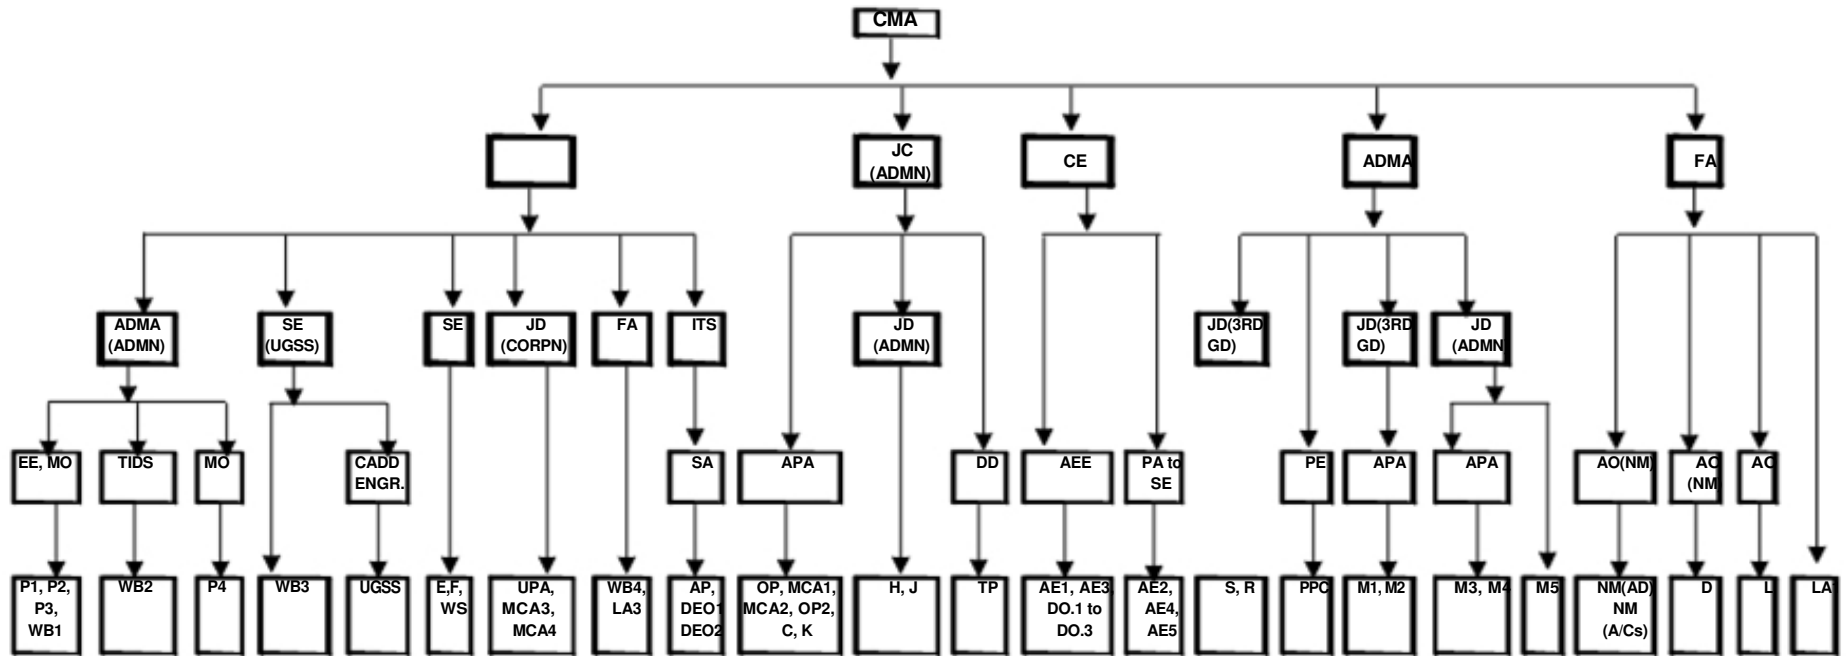 CMA
JC
(ADMN)
CE
ADMA
FA
ADMA
(ADMN)
SE
(UGSS)
SE
JD
(CORPN)
FA
ITS
JD
(ADMN)
JD(3RD
GD)
JD(3RD
GD)
JD
(ADMN
EE, MO
TIDS
MO
CADD
ENGR.
SA
APA
DD
AEE
PA to
SE
PE
APA
APA
AO(NM)
AO
(NM
AO
P1, P2,
P3,
WB1
WB2
P4
WB3
UGSS
E,F,
WS
UPA,
MCA3,
MCA4
WB4,
LA3
AP,
DEO1
DEO2
OP, MCA1,
MCA2, OP2,
C, K
H, J
TP
AE1, AE3,
DO.1 to
DO.3
AE2,
AE4,
AE5
S, R
PPC
M1, M2
M3, M4
M5
NM(AD)
NM
(A/Cs)
D
L
LA